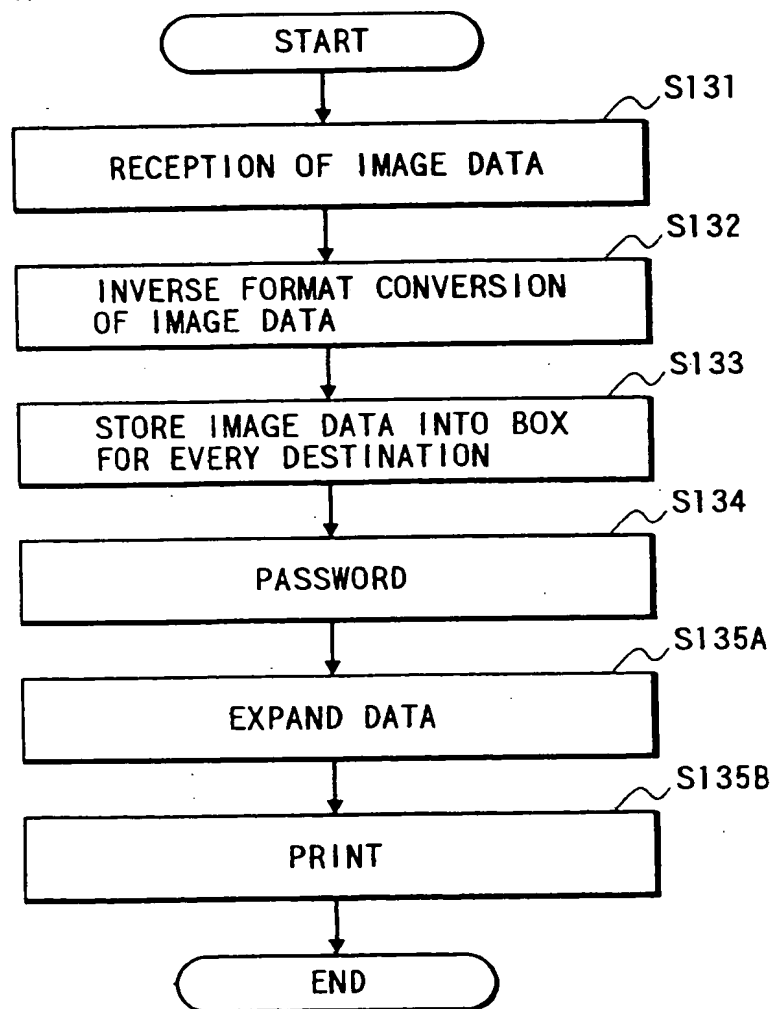 START
S131
RECEPTION OF IMAGE DATA
S132
INVERSE FORMAT CONVERSION
OF IMAGE DATA
S133
STORE IMAGE DATA INTO BOX
FOR EVERY DESTINATION
S134
PASSWORD
S135A
EXPAND DATA
S135B
PRINT
END